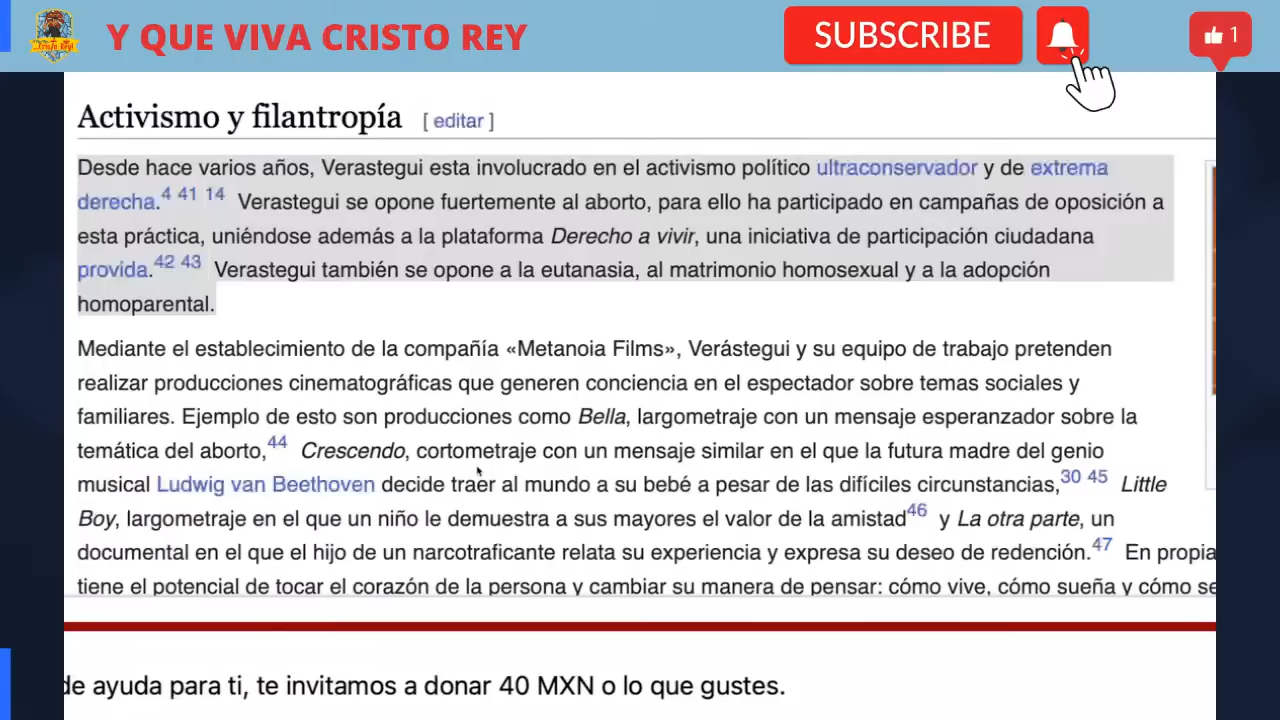 Cristo Rey!
Y QUE VIVA CRISTO REY
SUBSCRIBE
1
Activismo y filantropía [ editar ]
Desde hace varios años, Verastegui esta involucrado en el activismo político ultraconservador y de extrema
derecha.4 41 14 Verastegui se opone fuertemente al aborto, para ello ha participado en campañas de oposición a
esta práctica, uniéndose además a la plataforma Derecho a vivir, una iniciativa de participación ciudadana
provida.42 43 Verastegui también se opone a la eutanasia, al matrimonio homosexual y a la adopción
homoparental.
Mediante el establecimiento de la compañía «Metanoia Films», Verástegui y su equipo de trabajo pretenden
realizar producciones cinematográficas que generen conciencia en el espectador sobre temas sociales y
familiares. Ejemplo de esto son producciones como Bella, largometraje con un mensaje esperanzador sobre la
temática del aborto,44 Crescendo, cortometraje con un mensaje similar en el que la futura madre del genio
musical Ludwig van Beethoven decide traer al mundo a su bebé a pesar de las difíciles circunstancias,30 45 Little
Boy, largometraje en el que un niño le demuestra a sus mayores el valor de la amistad46 y La otra parte, un
documental en el que el hijo de un narcotraficante relata su experiencia y expresa su deseo de redención.47 En propia
tiene el potencial de tocar el corazón de la persona y cambiar su manera de pensar: cómo vive, cómo sueña y cómo se
de ayuda para ti, te invitamos a donar 40 MXN o lo que gustes.